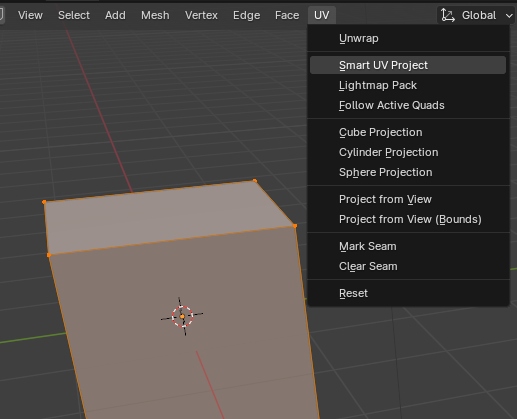 View Select Add Mesh Vertex Edge Face UV Global
Unwrap
Smart UV Project
Lightmap Pack
Follow Active Quads
Cube Projection
Cylinder Projection
Sphere Projection
Project from View
Project from View (Bounds)
Mark Seam
Clear Seam
Reset